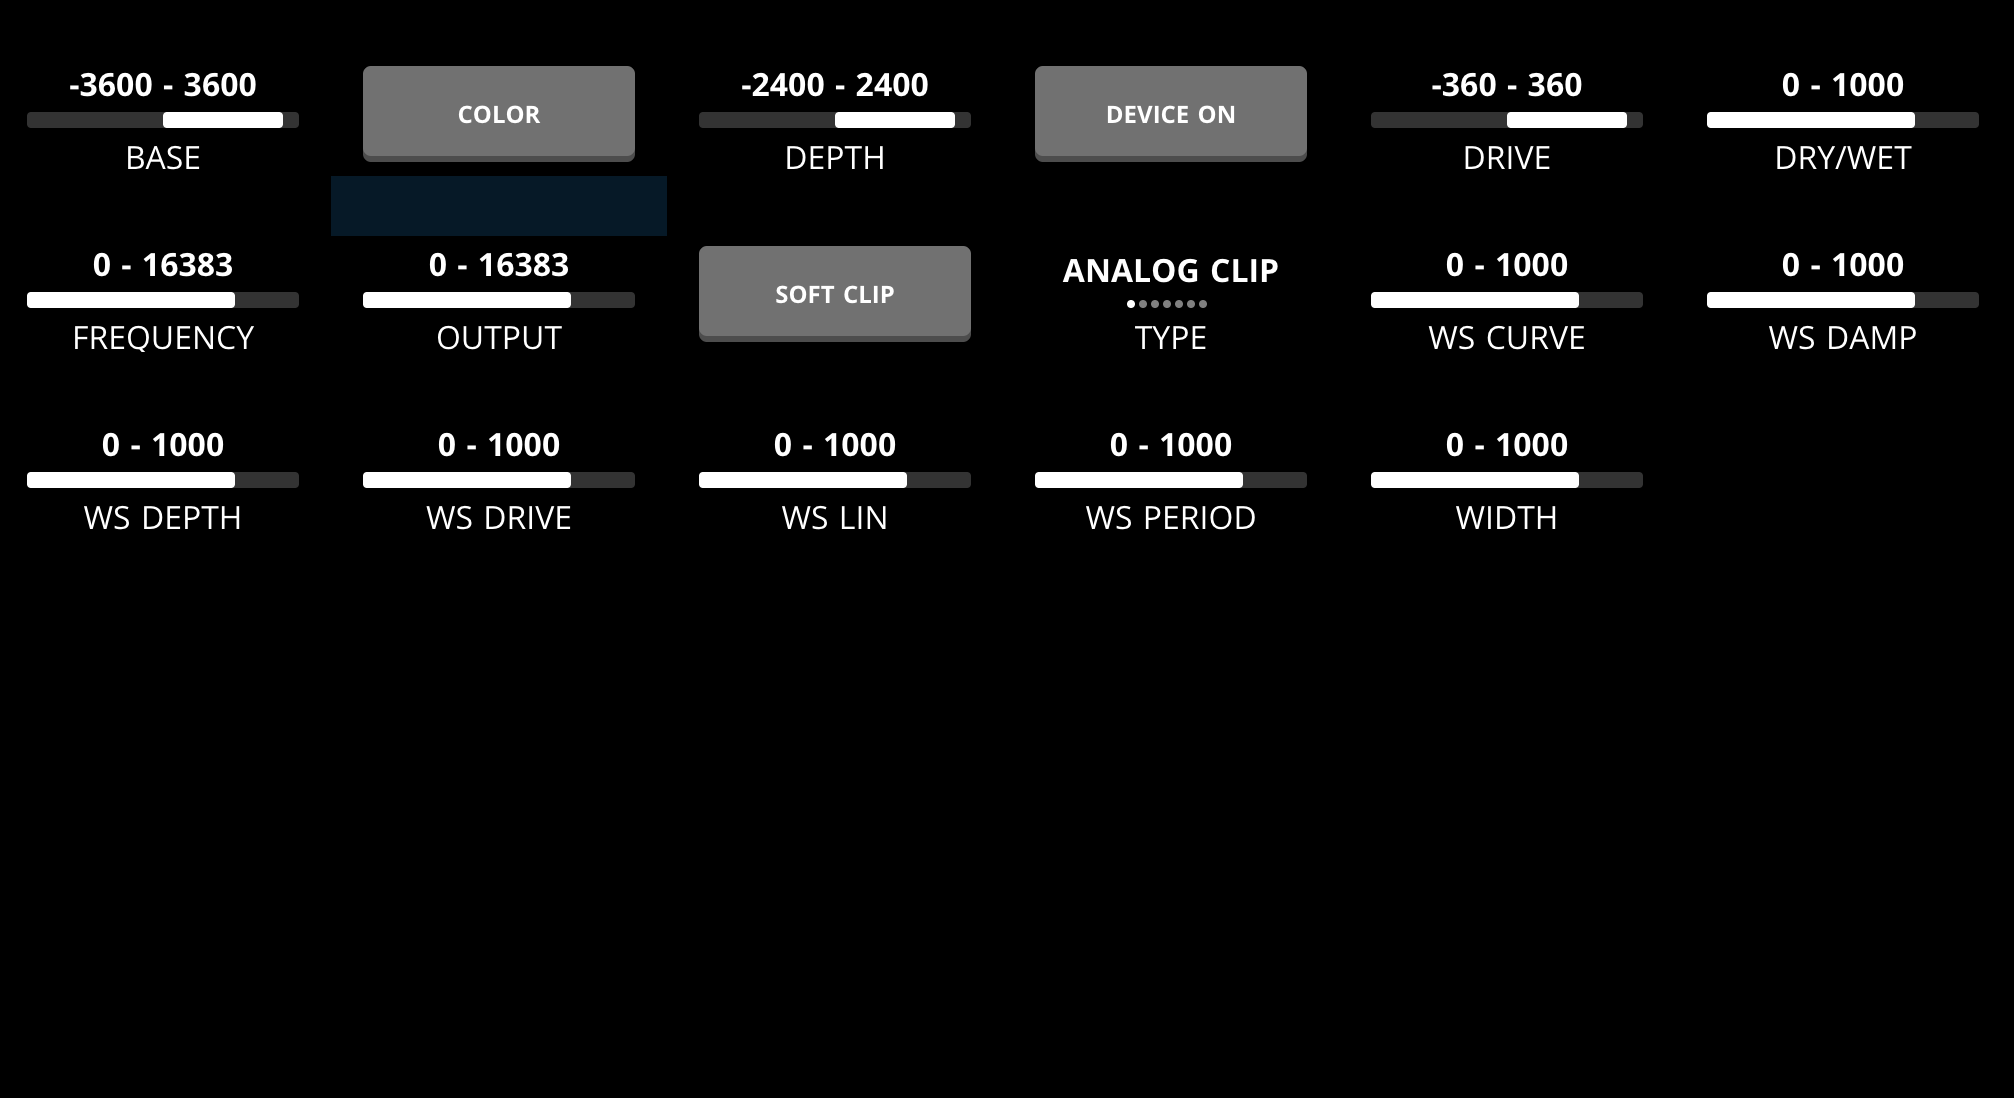 -3600 - 3600
BASE
COLOR
-2400 - 2400
DEPTH
DEVICE ON
-360 - 360
DRIVE
0 - 1000
DRY/WET
0 - 16383
FREQUENCY
0 - 16383
OUTPUT
SOFT CLIP
ANALOG CLIP
TYPE
0 - 1000
WS CURVE
0 - 1000
WS DAMP
0 - 1000
WS DEPTH
0 - 1000
WS DRIVE
0 - 1000
WS LIN
0 - 1000
WS PERIOD
0 - 1000
WIDTH